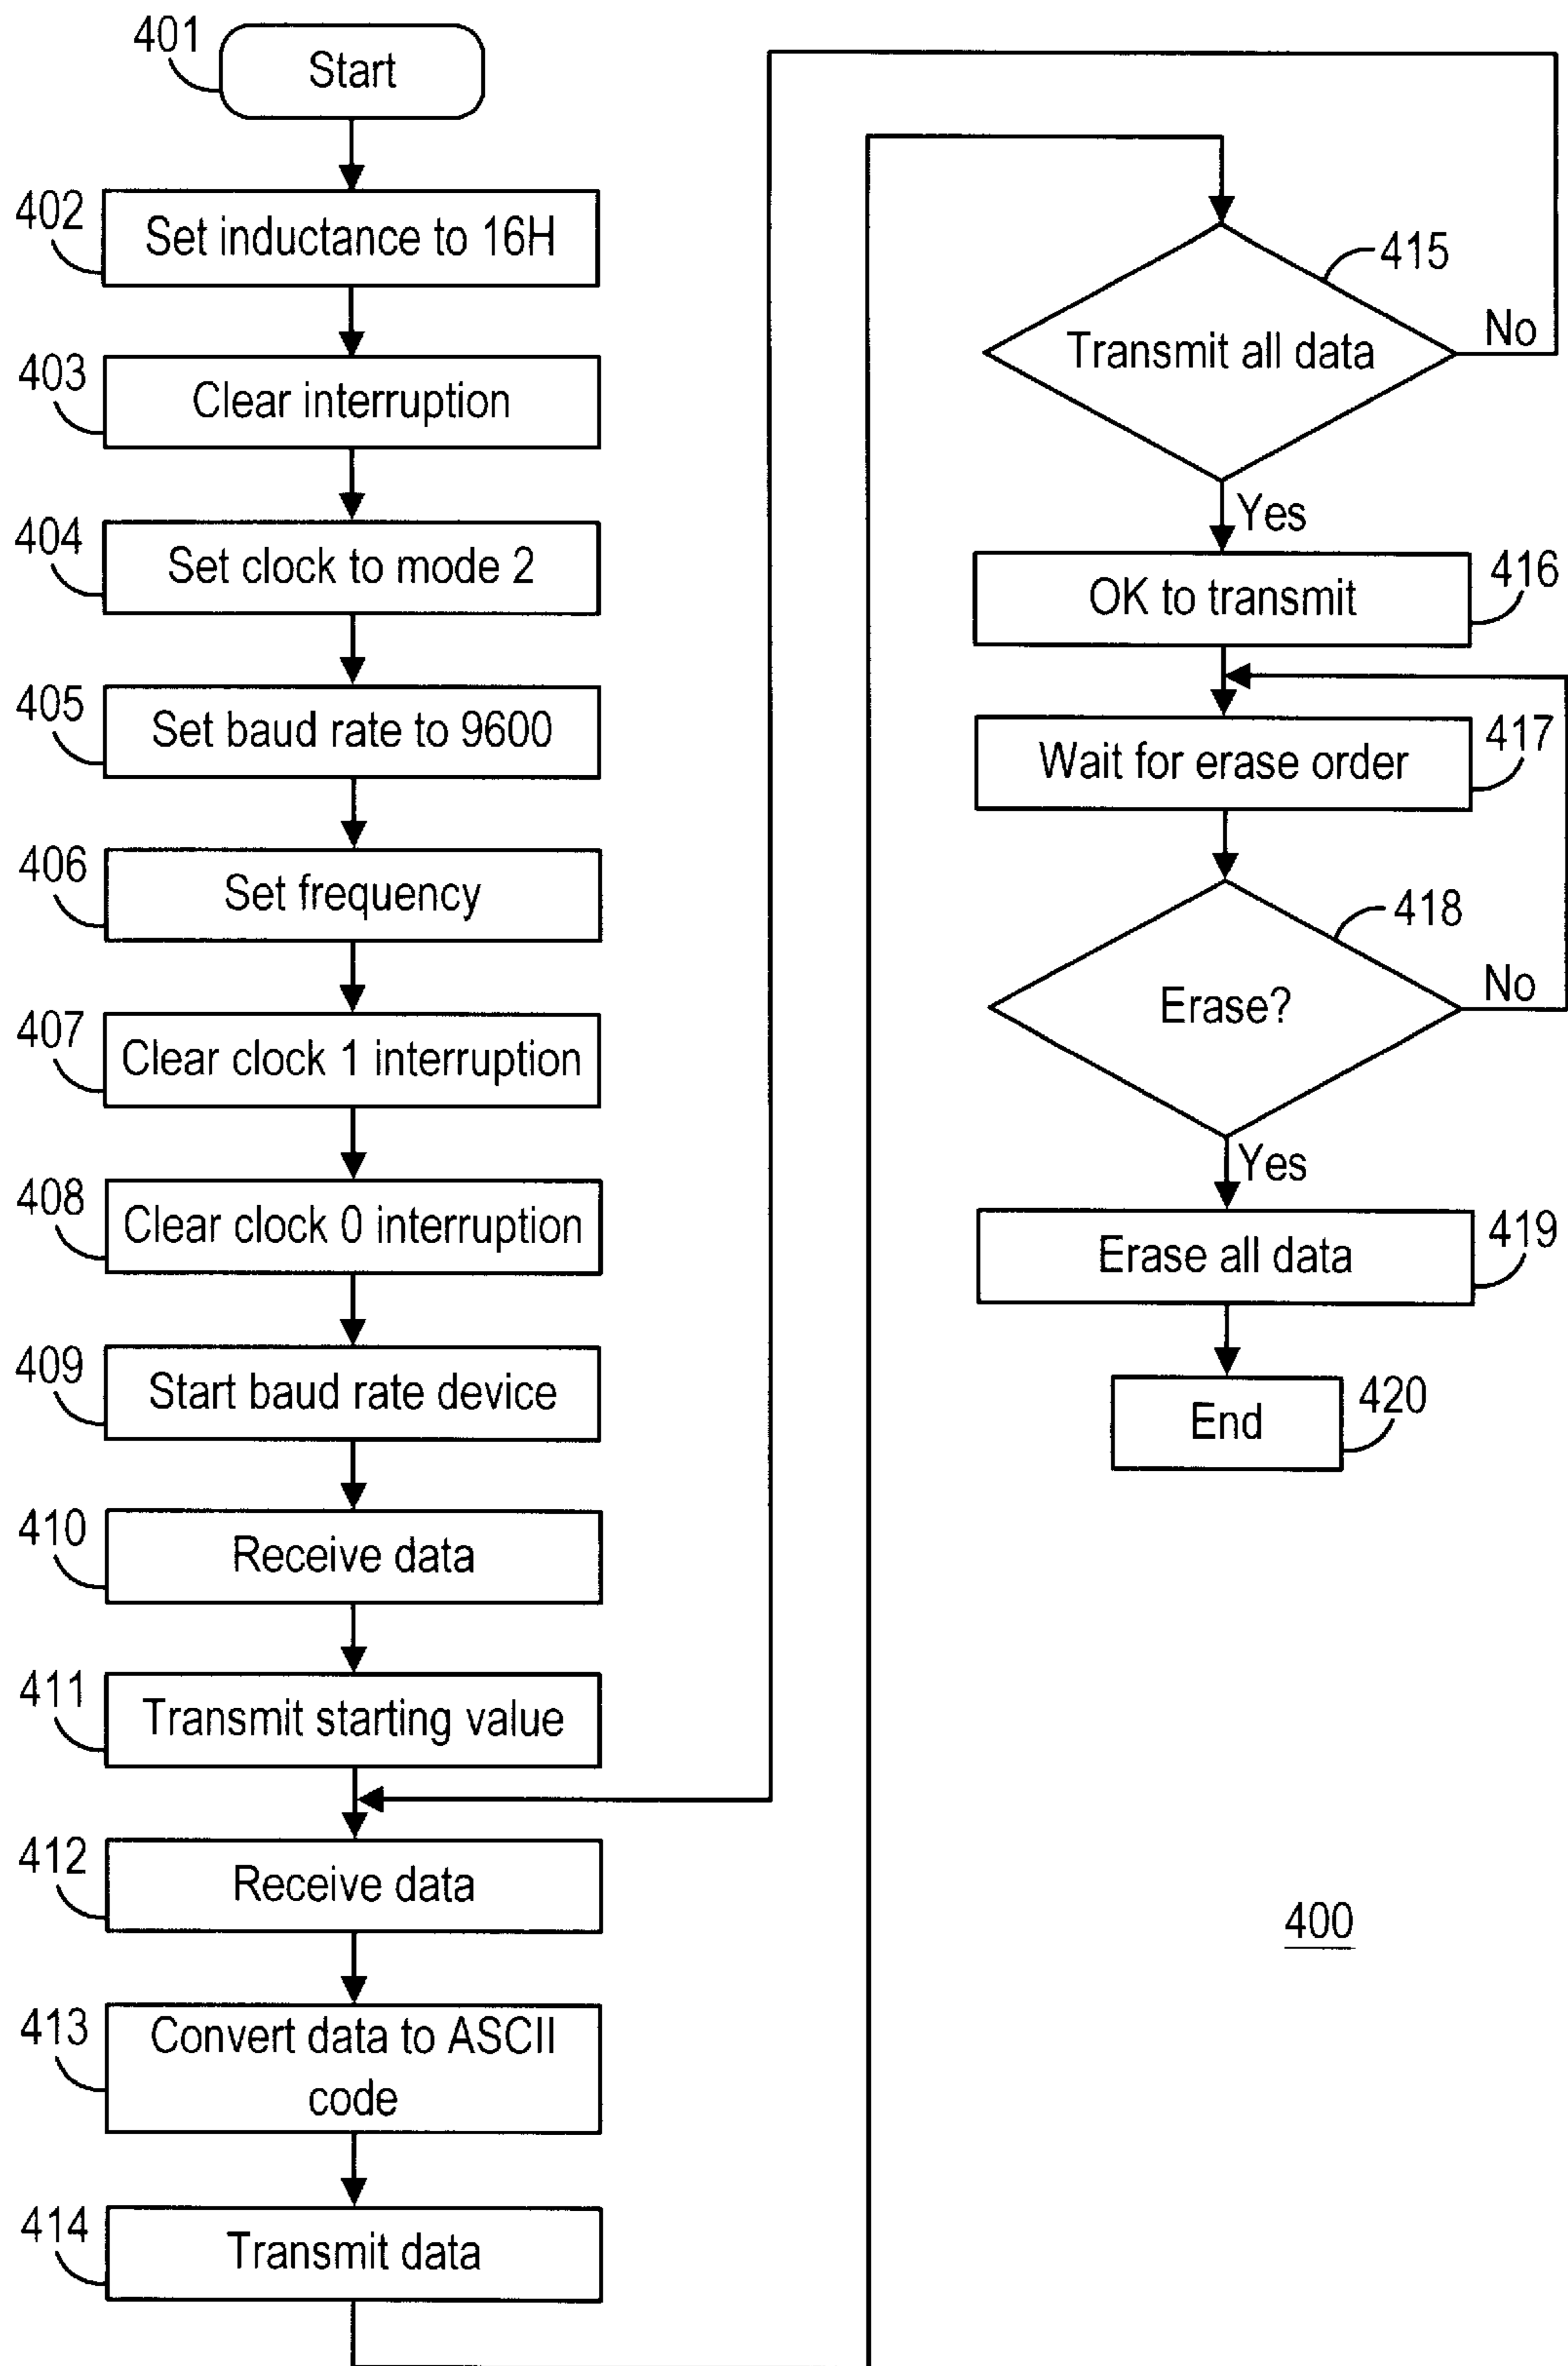 401
Start
402
Set inductance to 16H
403
Clear interruption
404
Set clock to mode 2
405
Set baud rate to 9600
406
Set frequency
407
Clear clock 1 interruption
408
Clear clock 0 interruption
409
Start baud rate device
410
Receive data
411
Transmit starting value
412
Receive data
413
Convert data to ASCII
code
414
Transmit data
415
Transmit all data
No
Yes
OK to transmit
416
Wait for erase order
417
418
Erase?
No
Yes
Erase all data
419
End
420
400